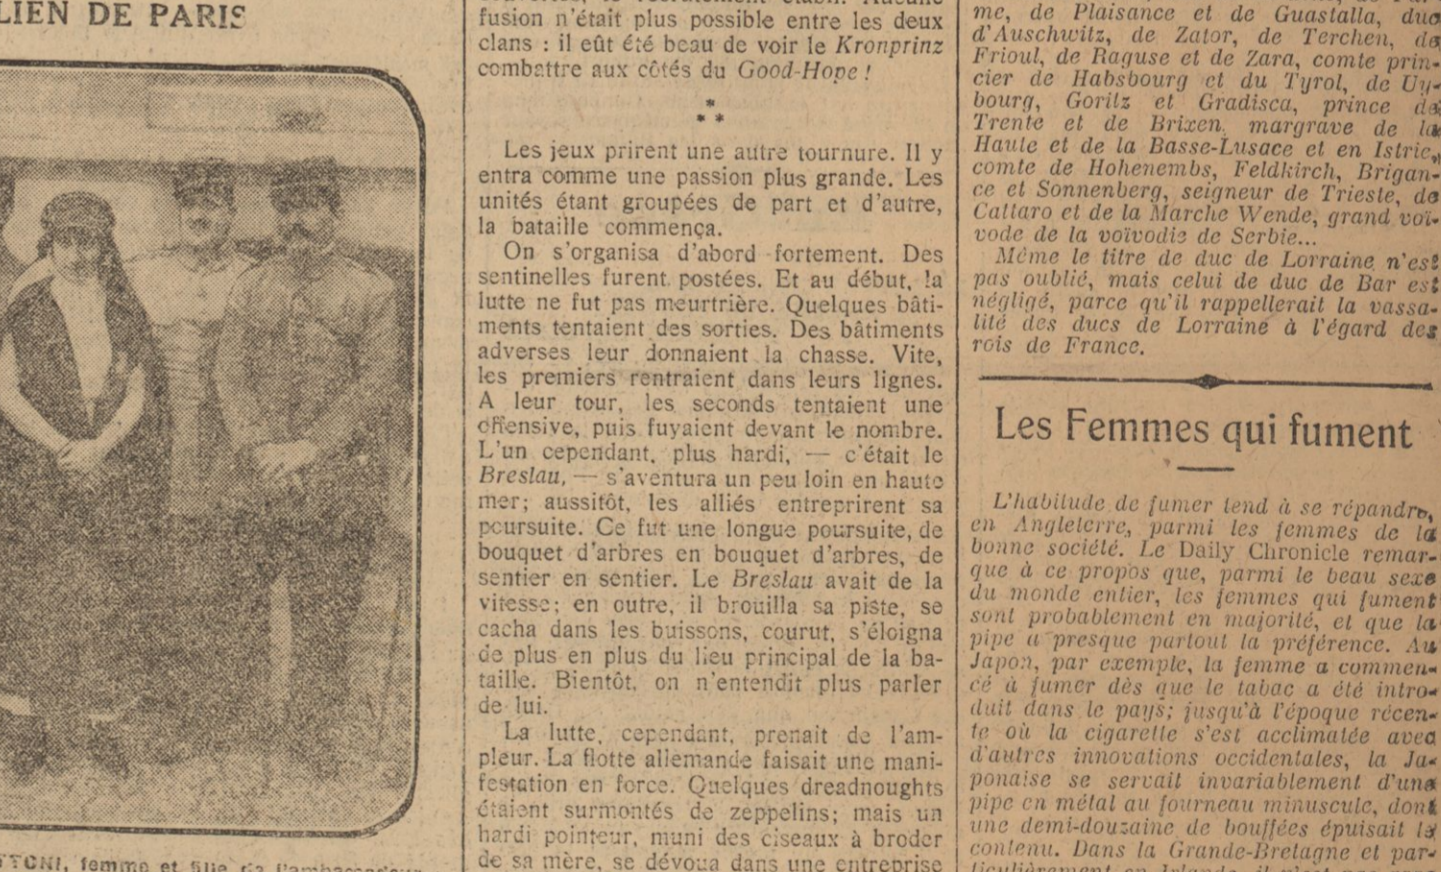 LIEN DE PARIS
TTONI, femme et fille de l'ambassadeur
fusion n'était plus possible entre les deux
clans : il eût été beau de voir le Kronprinz
combattre aux côtés du Good-Hope !
* * *
Les jeux prirent une autre tournure. Il y
entra comme une passion plus grande. Les
unités étant groupées de part et d'autre,
la bataille commença.
On s'organisa d'abord fortement. Des
sentinelles furent postées. Et au début, la
lutte ne fut pas meurtrière. Quelques bâti-
ments tentaient des sorties. Des bâtiments
adverses leur donnaient la chasse. Vite,
les premiers rentraient dans leurs lignes.
A leur tour, les seconds tentaient une
offensive, puis fuyaient devant le nombre.
L'un cependant, plus hardi, — c'était le
Breslau, — s'aventura un peu loin en haute
mer; aussitôt, les alliés entreprirent sa
poursuite. Ce fut une longue poursuite, de
bouquet d'arbres en bouquet d'arbres, de
sentier en sentier. Le Breslau avait de la
vitesse; en outre, il brouilla sa piste, se
cacha dans les buissons, courut, s'éloigna
de plus en plus du lieu principal de la ba-
taille. Bientôt, on n'entendit plus parler
de lui.
La lutte, cependant, prenait de l'am-
pleur. La flotte allemande faisait une mani-
festation en force. Quelques dreadnoughts
étaient surmontés de zeppelins; mais un
hardi pointeur, muni des ciseaux à broder
de sa mère, se dévoua dans une entreprise
me, de Plaisance et de Guastalla, duc
d'Auschwitz, de Zator, de Terchen, de
Frioul, de Raguse et de Zara, comte prin-
cier de Habsbourg et du Tyrol, de Uy-
bourg, Goritz et Gradisca, prince de
Trente et de Brixen, margrave de la
Haute et de la Basse-Lusace et en Istrie,
comte de Hohenembs, Feldkirch, Brigan-
ce et Sonnenberg, seigneur de Trieste, de
Cattaro et de la Marche Wende, grand voï-
vode de la voïvodie de Serbie...
Même le titre de duc de Lorraine n'est
pas oublié, mais celui de duc de Bar est
négligé, parce qu'il rappellerait la vassa-
lité des ducs de Lorraine à l'égard des
rois de France.
Les Femmes qui fument
L'habitude de fumer tend à se répandre,
en Angleterre, parmi les femmes de la
bonne société. Le Daily Chronicle remar-
que à ce propos que, parmi le beau sexe
du monde entier, les femmes qui fument
sont probablement en majorité, et que la
pipe a presque partout la préférence. Au
Japon, par exemple, la femme a commen-
cé à fumer dès que le tabac a été intro-
duit dans le pays; jusqu'à l'époque récen-
te où la cigarette s'est acclimatée avec
d'autres innovations occidentales, la Ja-
ponaise se servait invariablement d'une
pipe en métal au fourneau minuscule, dont
une demi-douzaine de bouffées épuisait le
contenu. Dans la Grande-Bretagne et par-